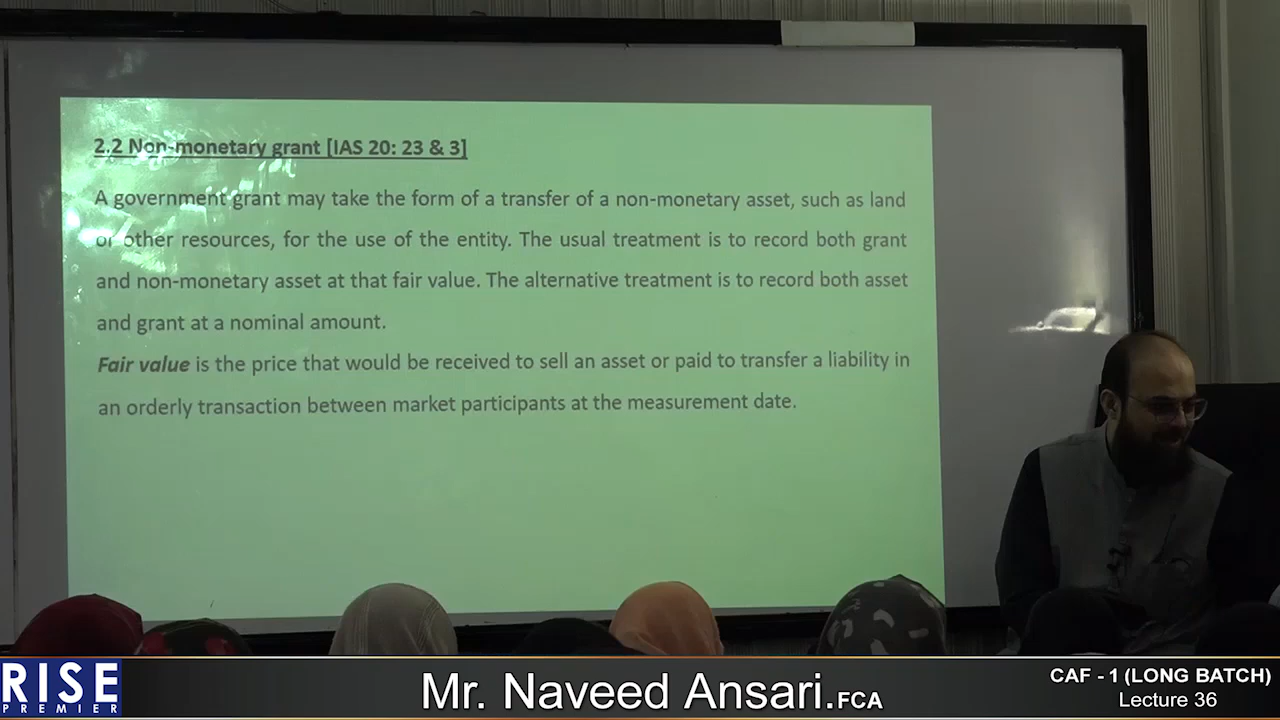 2.2 Non-monetary grant [IAS 20: 23 & 3]
A government grant may take the form of a transfer of a non-monetary asset, such as land
or other resources, for the use of the entity. The usual treatment is to record both grant
and non-monetary asset at that fair value. The alternative treatment is to record both asset
and grant at a nominal amount.
Fair value is the price that would be received to sell an asset or paid to transfer a liability in
an orderly transaction between market participants at the measurement date.
RISE
PREMIER
Mr. Naveed Ansari.FCA
CAF - 1 (LONG BATCH)
Lecture 36